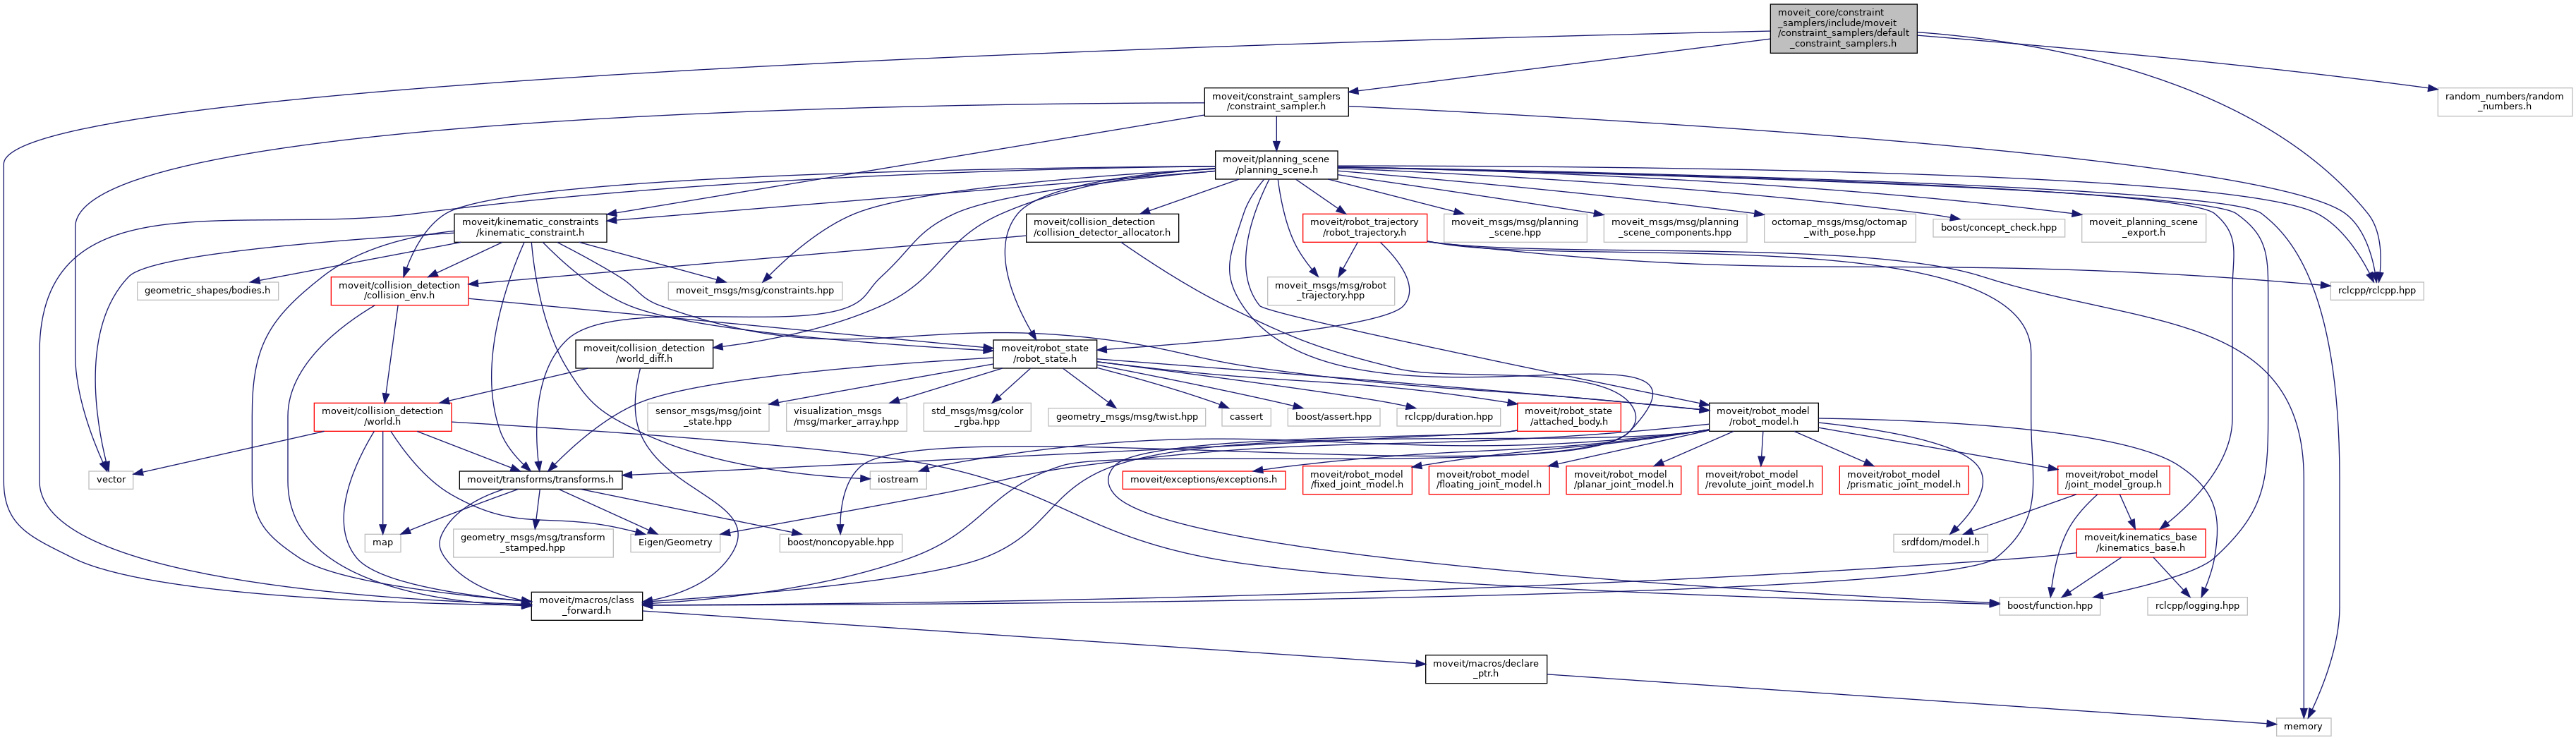 moveit_core/constraint
_samplers/include/moveit
/constraint_samplers/default
_constraint_samplers.h
moveit/constraint_samplers
/constraint_sampler.h
random_numbers/random
_numbers.h
moveit/planning_scene
/planning_scene.h
moveit/kinematic_constraints
/kinematic_constraint.h
moveit/collision_detection
/collision_detector_allocator.h
moveit/robot_trajectory
/robot_trajectory.h
moveit_msgs/msg/planning
_scene.hpp
moveit_msgs/msg/planning
_scene_components.hpp
octomap_msgs/msg/octomap
_with_pose.hpp
boost/concept_check.hpp
moveit_planning_scene
_export.h
geometric_shapes/bodies.h
moveit/collision_detection
/collision_env.h
moveit_msgs/msg/constraints.hpp
moveit_msgs/msg/robot
_trajectory.hpp
rclcpp/rclcpp.hpp
moveit/collision_detection
/world_diff.h
moveit/robot_state
/robot_state.h
moveit/collision_detection
/world.h
sensor_msgs/msg/joint
_state.hpp
visualization_msgs
/msg/marker_array.hpp
std_msgs/msg/color
_rgba.hpp
geometry_msgs/msg/twist.hpp
cassert
boost/assert.hpp
rclcpp/duration.hpp
moveit/robot_state
/attached_body.h
moveit/robot_model
/robot_model.h
vector
moveit/transforms/transforms.h
iostream
moveit/exceptions/exceptions.h
moveit/robot_model
/fixed_joint_model.h
moveit/robot_model
/floating_joint_model.h
moveit/robot_model
/planar_joint_model.h
moveit/robot_model
/revolute_joint_model.h
moveit/robot_model
/prismatic_joint_model.h
moveit/robot_model
/joint_model_group.h
map
geometry_msgs/msg/transform
_stamped.hpp
Eigen/Geometry
boost/noncopyable.hpp
srdfdom/model.h
moveit/kinematics_base
/kinematics_base.h
moveit/macros/class
_forward.h
boost/function.hpp
rclcpp/logging.hpp
moveit/macros/declare
_ptr.h
memory